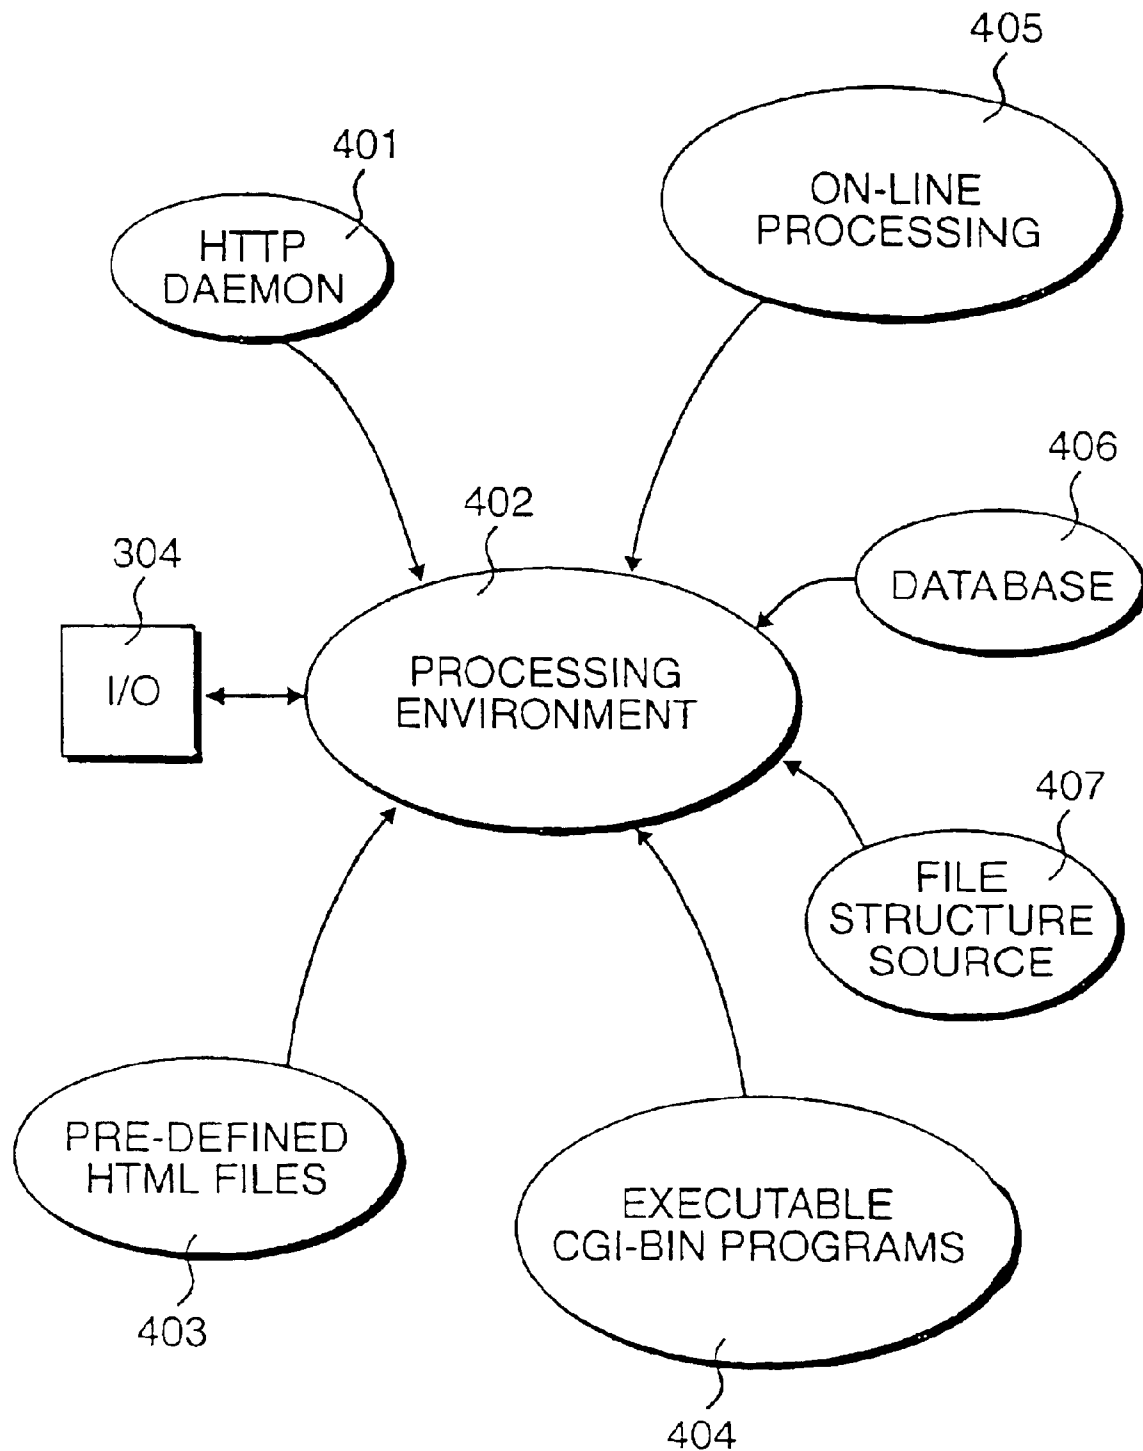 405
401
ON-LINE
PROCESSING
HTTP
DAEMON
406
402
304
DATABASE
I/O
PROCESSING
ENVIRONMENT
407
FILE
STRUCTURE
SOURCE
PRE-DEFINED
HTML FILES
EXECUTABLE
CGI-BIN PROGRAMS
403
404